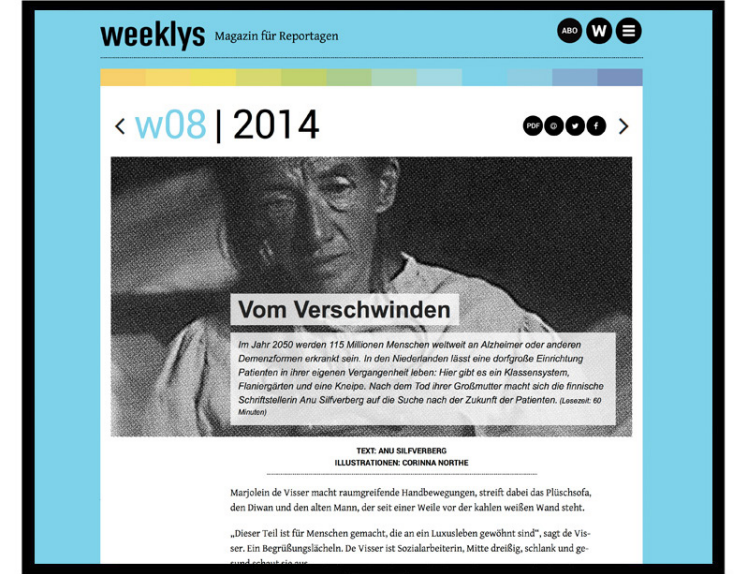 weeklys Magazin für Reportagen
ABO W
w08 | 2014
PDF @ f
Vom Verschwinden
Im Jahr 2050 werden 115 Millionen Menschen weltweit an Alzheimer oder anderen
Demenzformen erkrankt sein. In den Niederlanden lässt eine dorfgroße Einrichtung
Patienten in ihrer eigenen Vergangenheit leben: Hier gibt es ein Klassensystem,
Flaniergärten und eine Kneipe. Nach dem Tod ihrer Großmutter macht sich die finnische
Schriftstellerin Anu Silfverberg auf die Suche nach der Zukunft der Patienten. (Lesezeit: 60
Minuten)
TEXT: ANU SILFVERBERG
ILLUSTRATIONEN: CORINNA NORTHE
Marjolein de Visser macht raumgreifende Handbewegungen, streift dabei das Plüschsofa,
den Diwan und den alten Mann, der seit einer Weile vor der kahlen weißen Wand steht.
„Dieser Teil ist für Menschen gemacht, die an ein Luxusleben gewöhnt sind“, sagt de Vis-
ser. Ein Begrüßungslächeln. De Visser ist Sozialarbeiterin, Mitte dreißig, schlank und ge-
sund schaut sie aus.